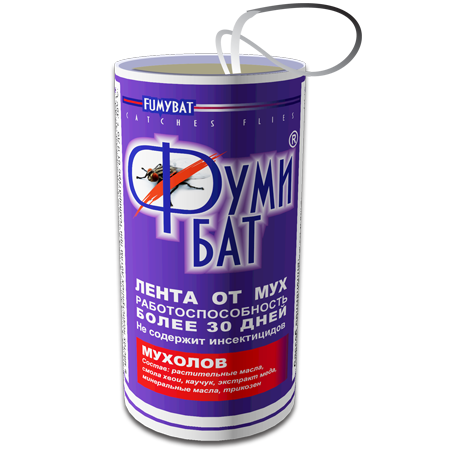 FUMYBAT
CATCHES FLIES
ФУМИ®
БАТ
ЛЕНТА ОТ МУХ
РАБОТОСПОСОБНОСТЬ
БОЛЕЕ 30 ДНЕЙ
Не содержит инсектицидов
МУХОЛОВ
Состав: растительные масла,
смола хвои, каучук, экстракт меда,
минеральные масла, трикозен